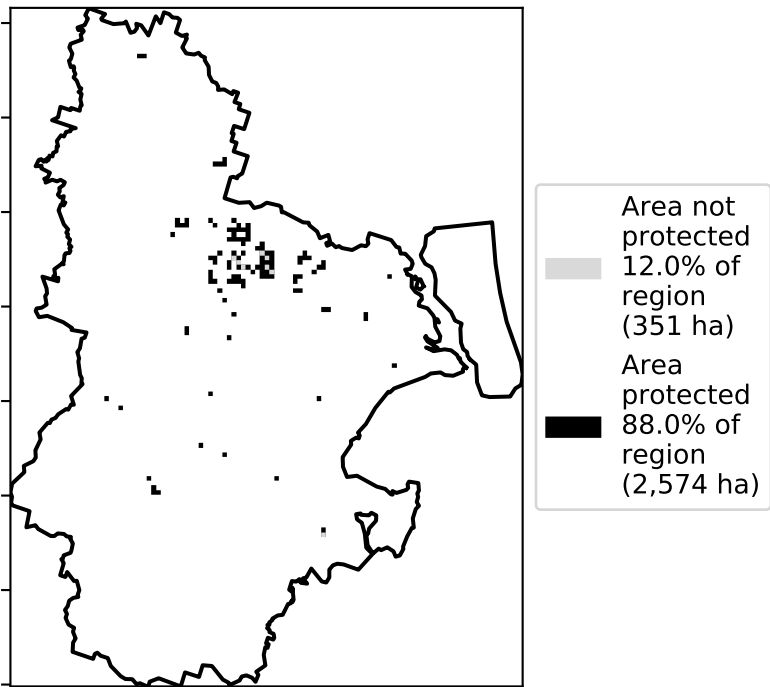 Area not
protected
12.0% of
region
(351 ha)
Area
protected
88.0% of
region
(2,574 ha)